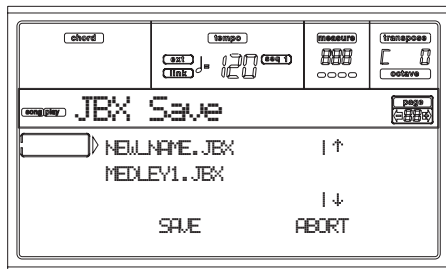 chord tempo measure transpose
ext link ♩= 120 seq 1 888 C 0
octave
song play JBX Save page 88
NEW_NAME.JBX |↑
MEDLEY1.JBX
|↓
SAVE ABORT